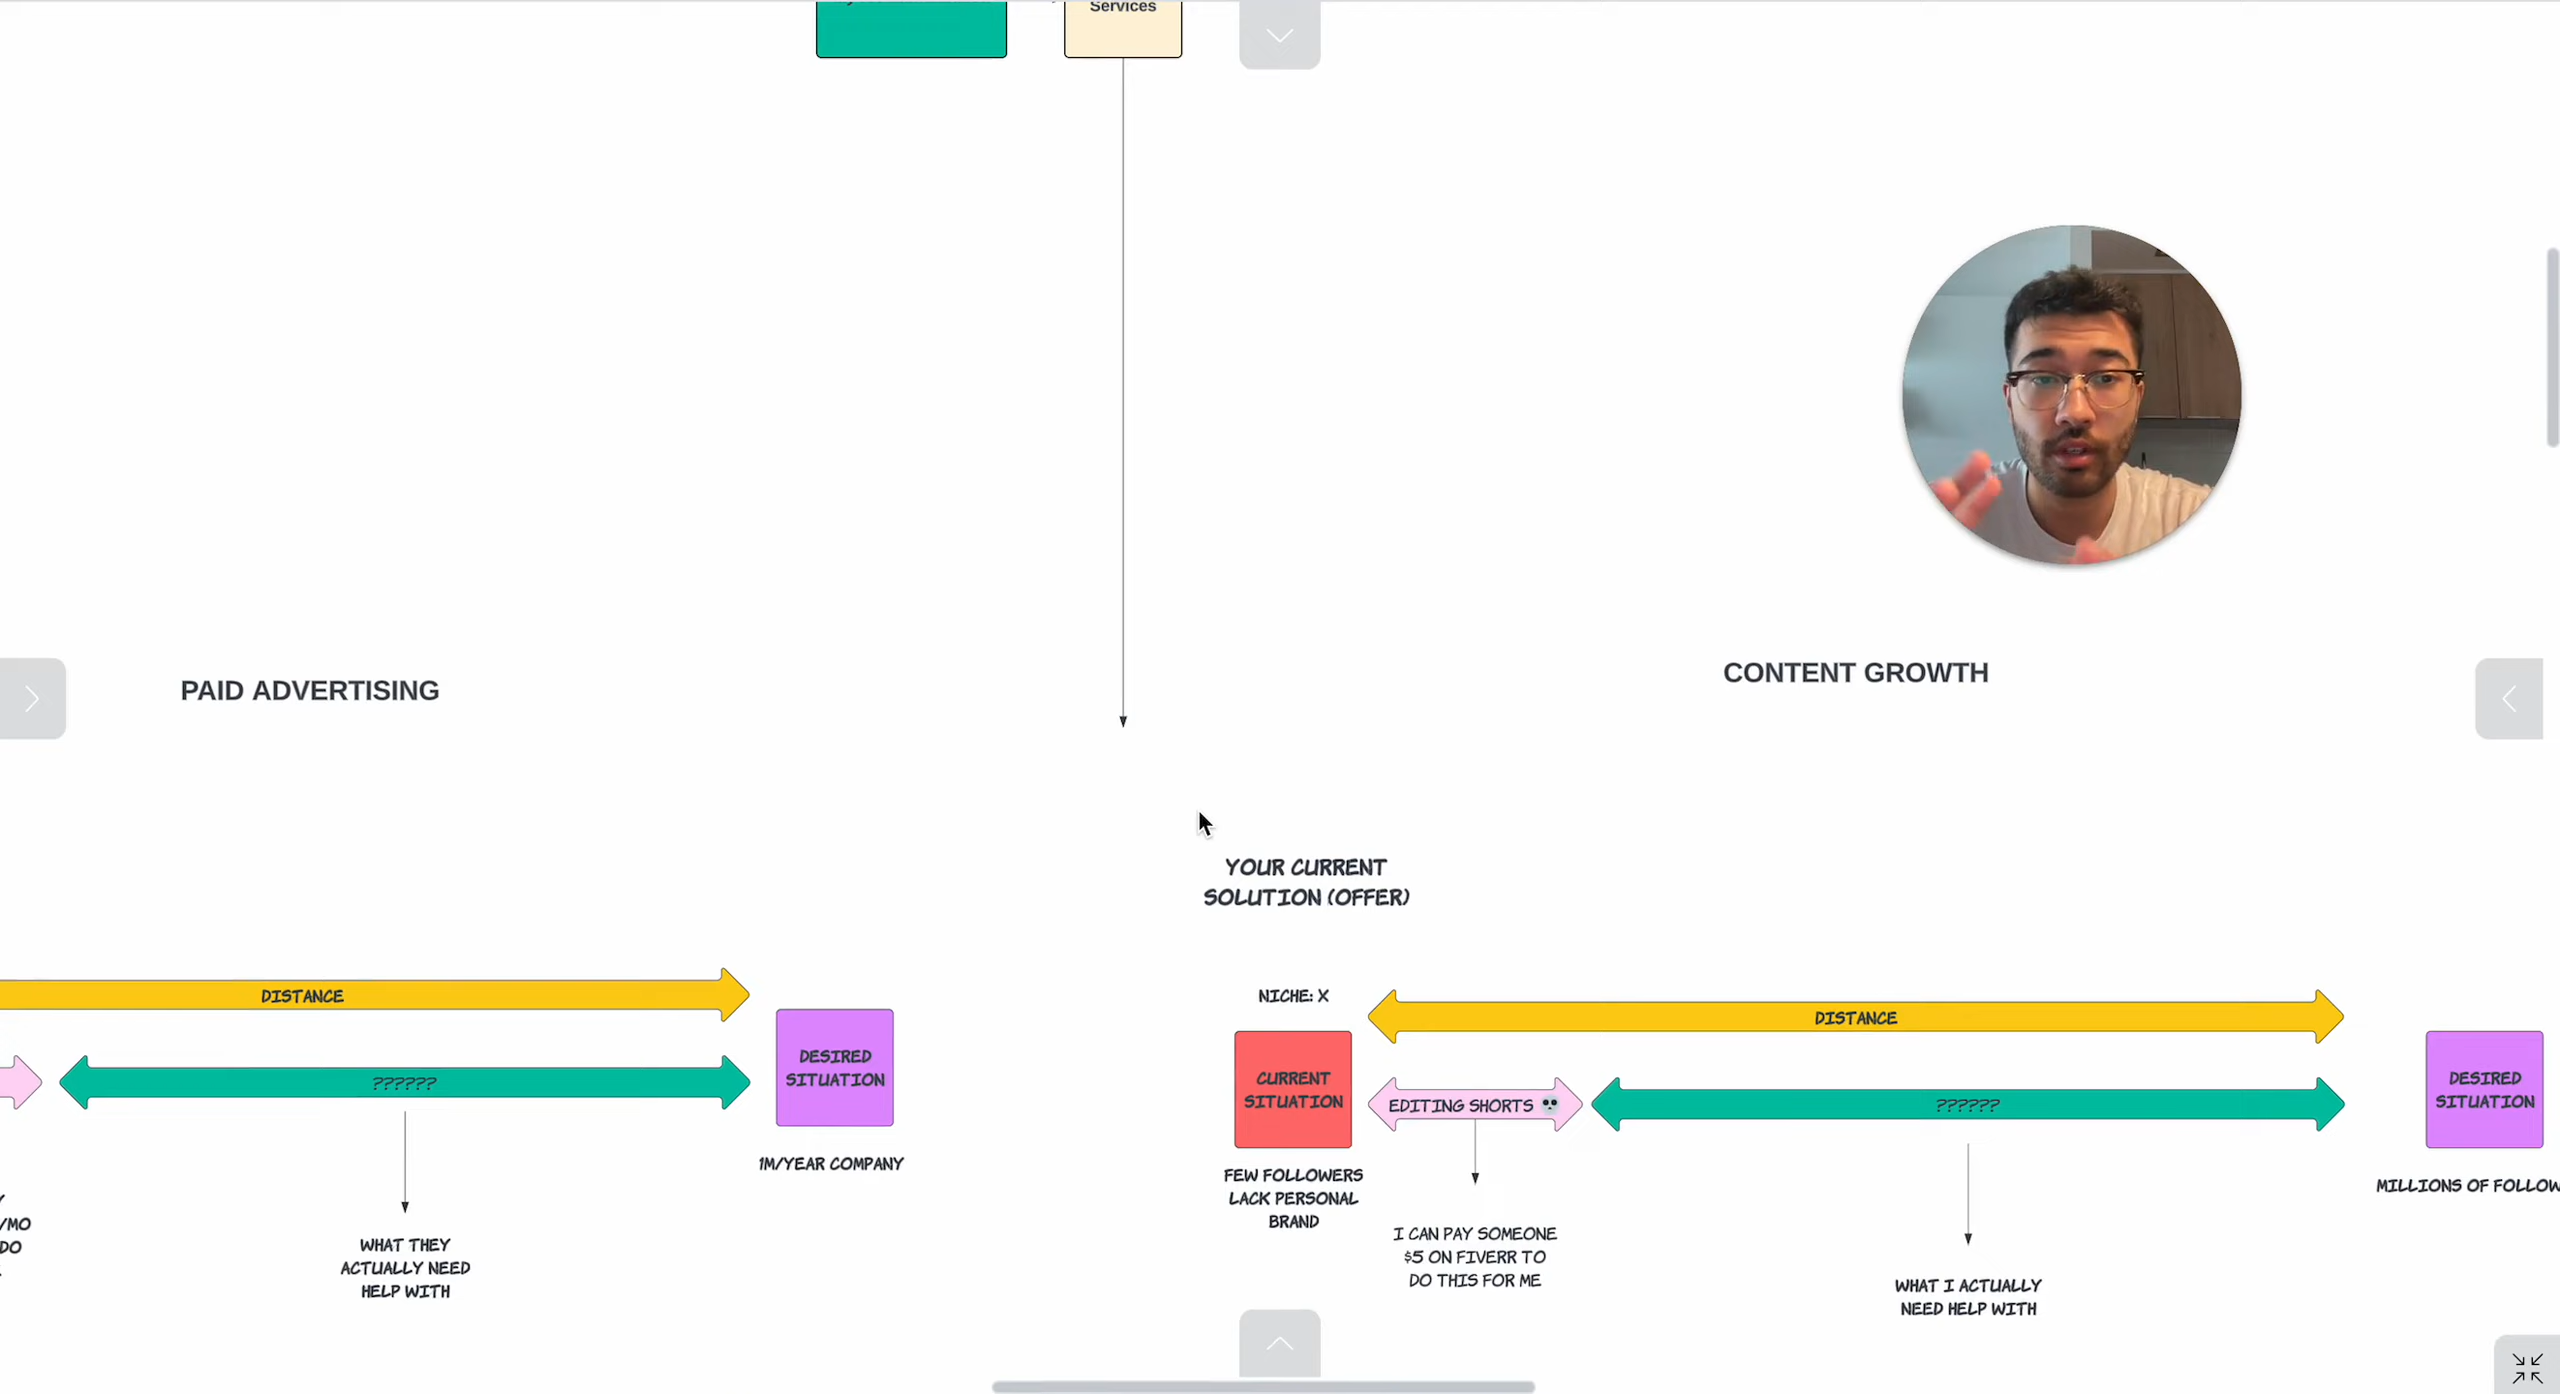 Services
PAID ADVERTISING
CONTENT GROWTH
YOUR CURRENT
SOLUTION (OFFER)
DISTANCE
??????
DESIRED
SITUATION
1M/YEAR COMPANY
/MO
DO
WHAT THEY
ACTUALLY NEED
HELP WITH
NICHE: X
DISTANCE
CURRENT
SITUATION
EDITING SHORTS 💀
??????
DESIRED
SITUATION
FEW FOLLOWERS
LACK PERSONAL
BRAND
MILLIONS OF FOLLOW
I CAN PAY SOMEONE
$5 ON FIVERR TO
DO THIS FOR ME
WHAT I ACTUALLY
NEED HELP WITH